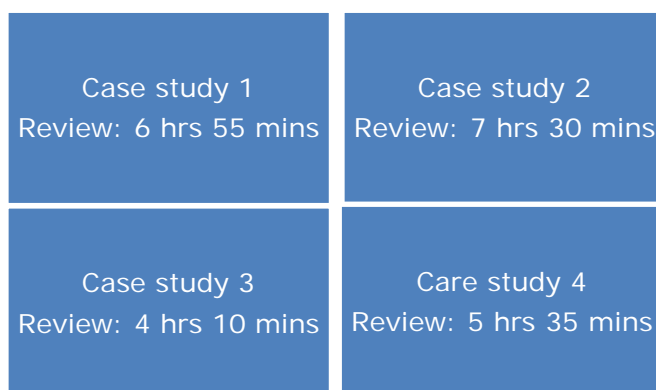 Case study 1
Review: 6 hrs 55 mins
Case study 2
Review: 7 hrs 30 mins
Case study 3
Review: 4 hrs 10 mins
Care study 4
Review: 5 hrs 35 mins